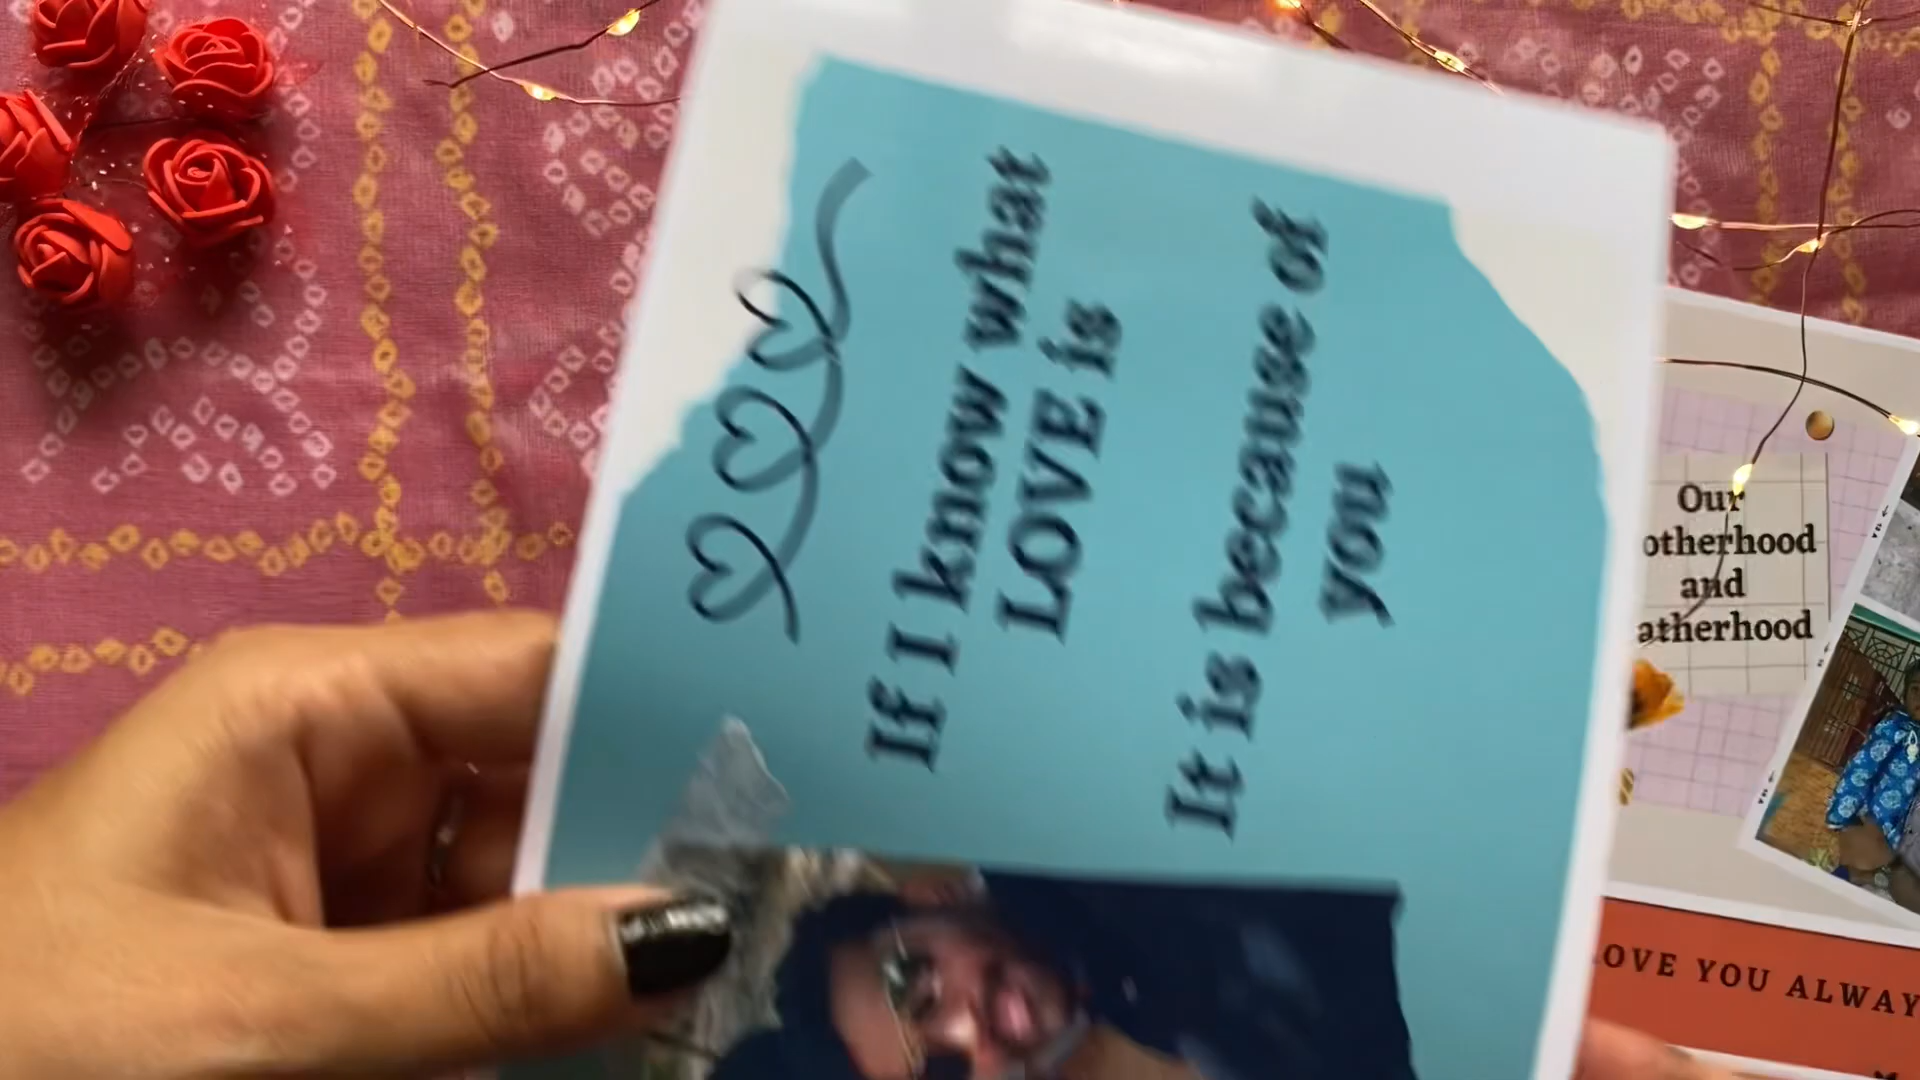 If I know what
LOVE is
It is because of
you
Our
otherhood
and
atherhood
OVE YOU ALWAY